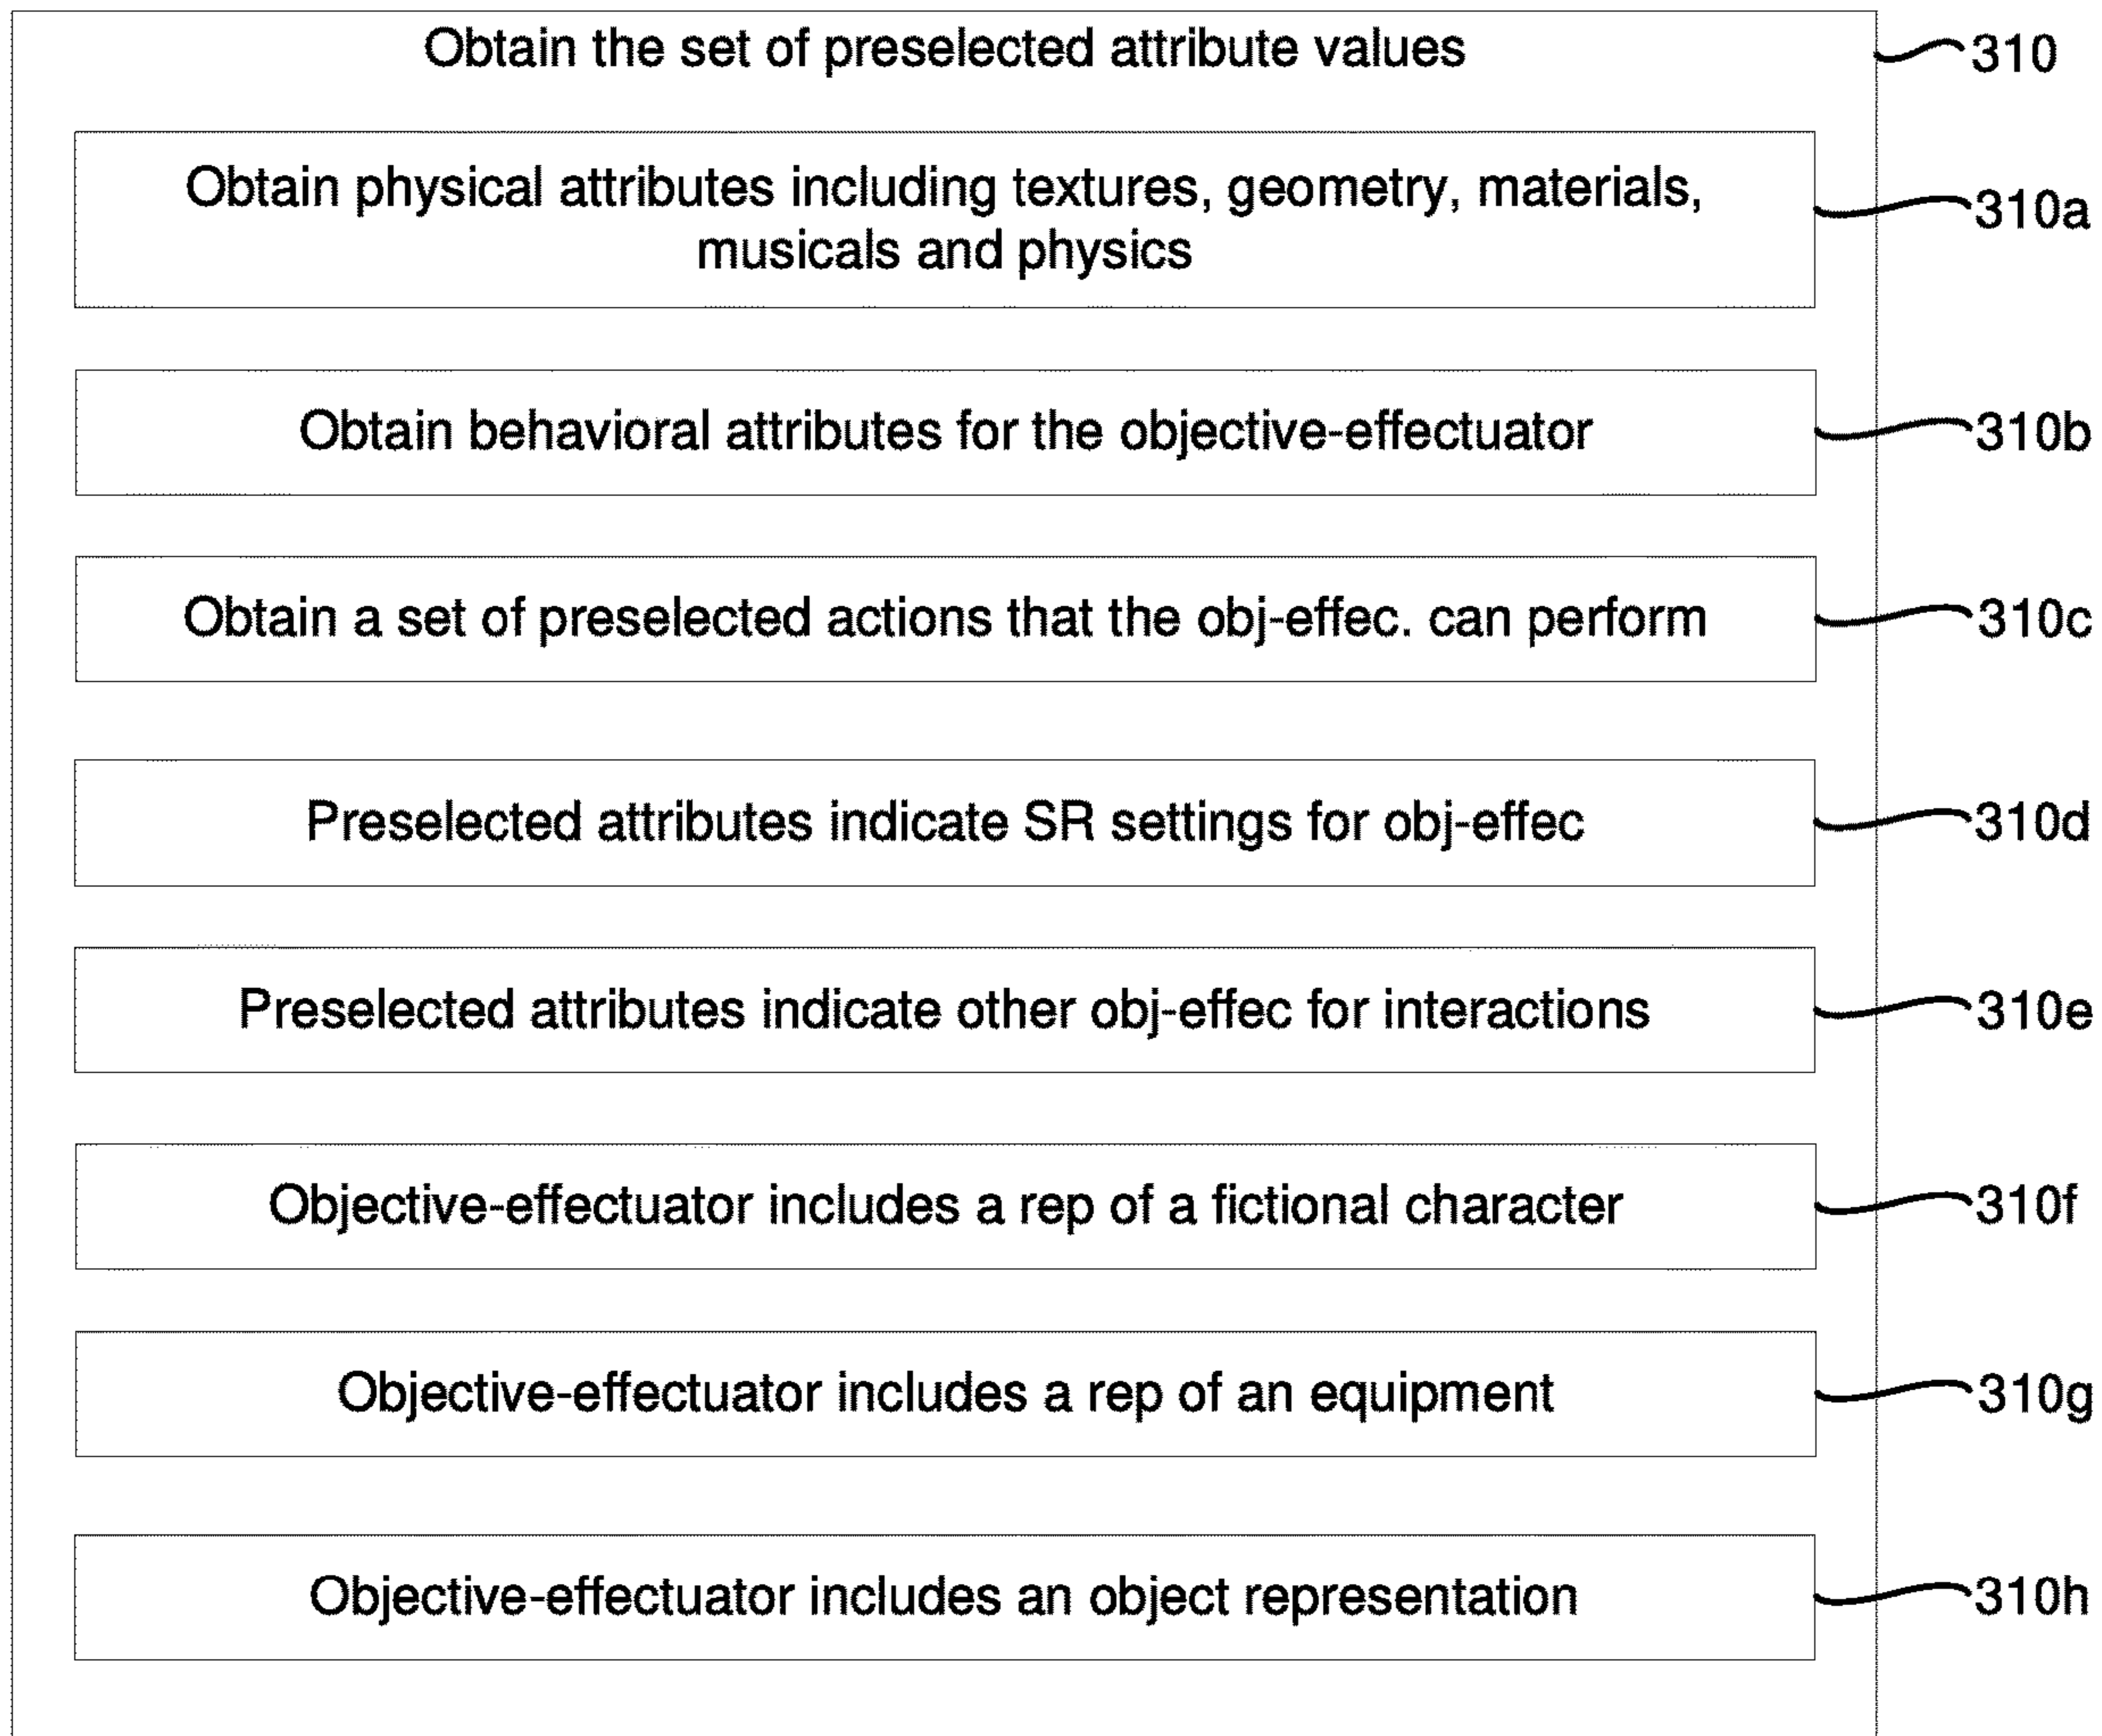 Obtain the set of preselected attribute values
310
Obtain physical attributes including textures, geometry, materials,
musicals and physics
310a
Obtain behavioral attributes for the objective-effectuator
310b
Obtain a set of preselected actions that the obj-effec. can perform
310c
Preselected attributes indicate SR settings for obj-effec
310d
Preselected attributes indicate other obj-effec for interactions
310e
Objective-effectuator includes a rep of a fictional character
310f
Objective-effectuator includes a rep of an equipment
310g
Objective-effectuator includes an object representation
310h